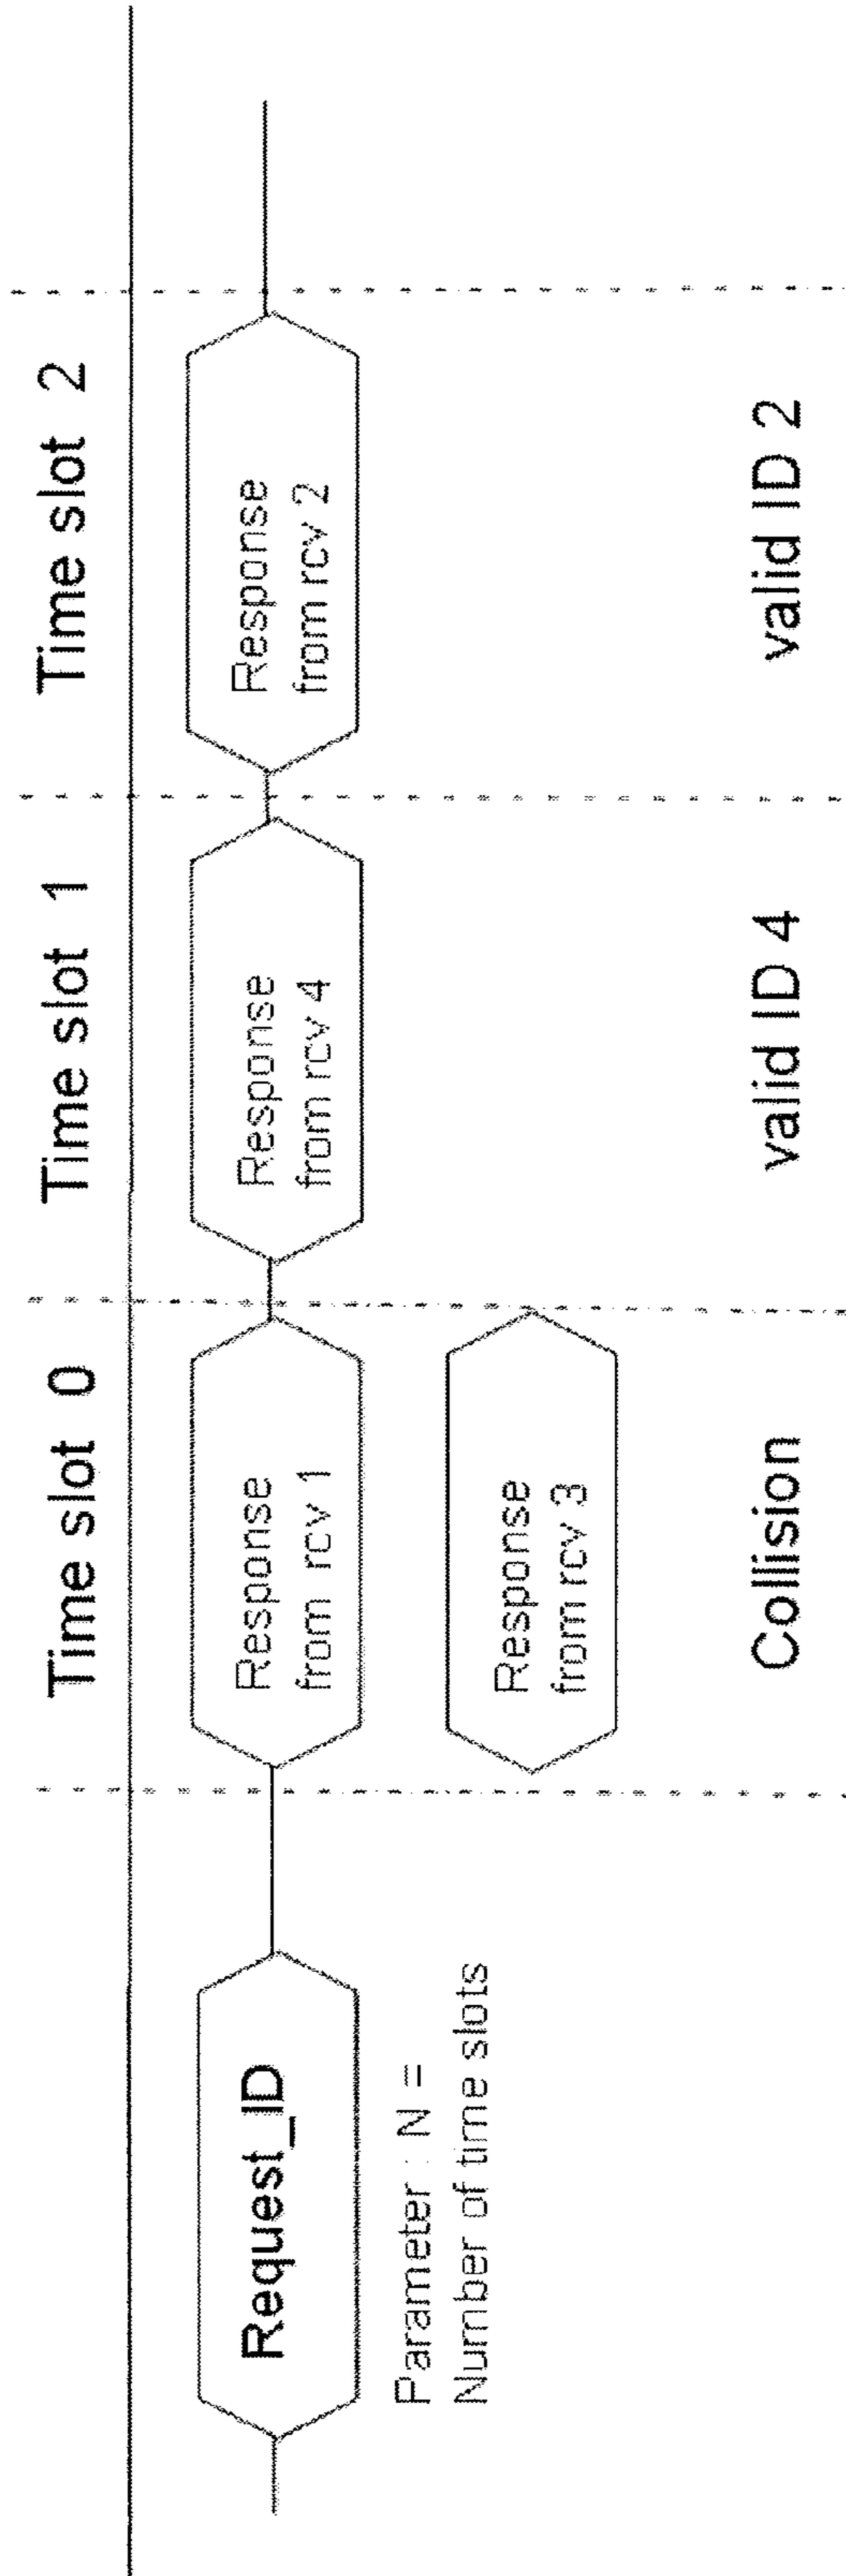 Time slot 0
Time slot 1
Time slot 2
Request_ID
Response
from rcv 1
Response
from rcv 4
Response
from rcv 2
Parameter : N =
Number of time slots
Response
from rcv 3
Collision
valid ID 4
valid ID 2